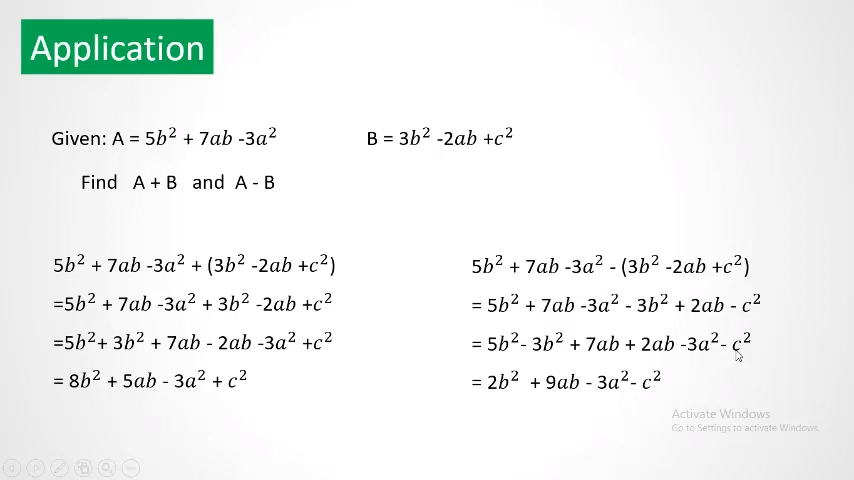 Application
Given: A = 5b² + 7ab -3a² B = 3b² -2ab +c²
Find A + B and A - B
5b² + 7ab -3a² + (3b² -2ab +c²)
=5b² + 7ab -3a² + 3b² -2ab +c²
=5b²+ 3b² + 7ab - 2ab -3a² +c²
= 8b² + 5ab - 3a² + c²
5b² + 7ab -3a² - (3b² -2ab +c²)
= 5b² + 7ab -3a² - 3b² + 2ab - c²
= 5b²- 3b² + 7ab + 2ab -3a²- c²
= 2b² + 9ab - 3a²- c²
Activate Windows
Go to Settings to activate Windows.